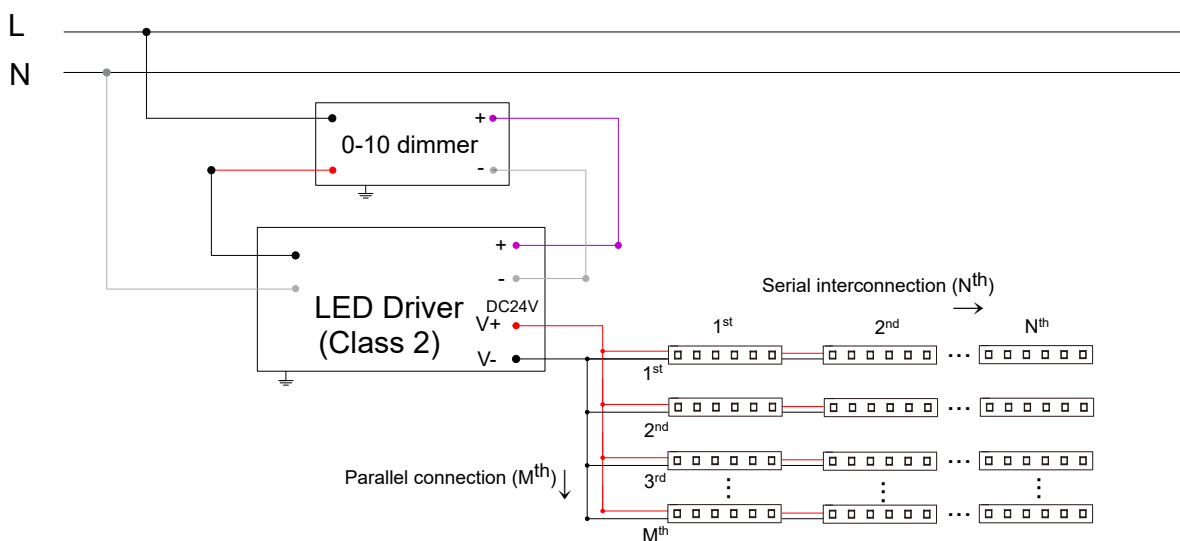 L
N
+
0-10 dimmer
-
+
-
LED Driver
(Class 2)
DC24V
V+
V-
Serial interconnection (Nth)
1st
2nd
Nth
1st
...
2nd
...
Parallel connection (Mth)
3rd
...
Mth
...